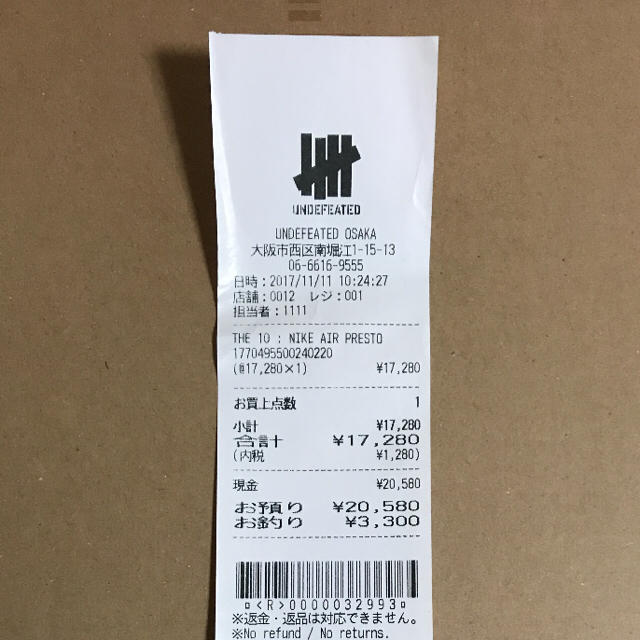 UNDEFEATED
UNDEFEATED OSAKA
大阪市西区南堀江1-15-13
06-6616-9555
日時：2017/11/11 10:24:27
店舗：0012 レジ：001
担当者：1111
THE 10 : NIKE AIR PRESTO
1770495500240220
(単17,280×1) ¥17,280
お買上点数 1
小計 ¥17,280
合計 ¥17,280
(内税 ¥1,280)
現金 ¥20,580
お預り ¥20,580
お釣り ¥3,300
¤<R>0000032993¤
※返金・返品は対応できません。
※No refund / No returns.